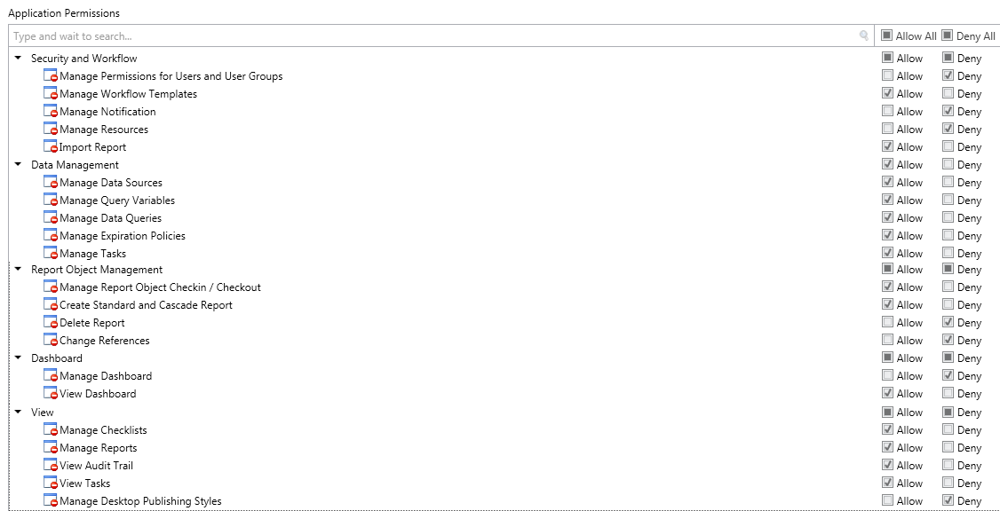 Application Permissions
Type and wait to search... Allow All Deny All
Security and Workflow Allow Deny
Manage Permissions for Users and User Groups Allow Deny
Manage Workflow Templates Allow Deny
Manage Notification Allow Deny
Manage Resources Allow Deny
Import Report Allow Deny
Data Management Allow Deny
Manage Data Sources Allow Deny
Manage Query Variables Allow Deny
Manage Data Queries Allow Deny
Manage Expiration Policies Allow Deny
Manage Tasks Allow Deny
Report Object Management Allow Deny
Manage Report Object Checkin / Checkout Allow Deny
Create Standard and Cascade Report Allow Deny
Delete Report Allow Deny
Change References Allow Deny
Dashboard Allow Deny
Manage Dashboard Allow Deny
View Dashboard Allow Deny
View Allow Deny
Manage Checklists Allow Deny
Manage Reports Allow Deny
View Audit Trail Allow Deny
View Tasks Allow Deny
Manage Desktop Publishing Styles Allow Deny